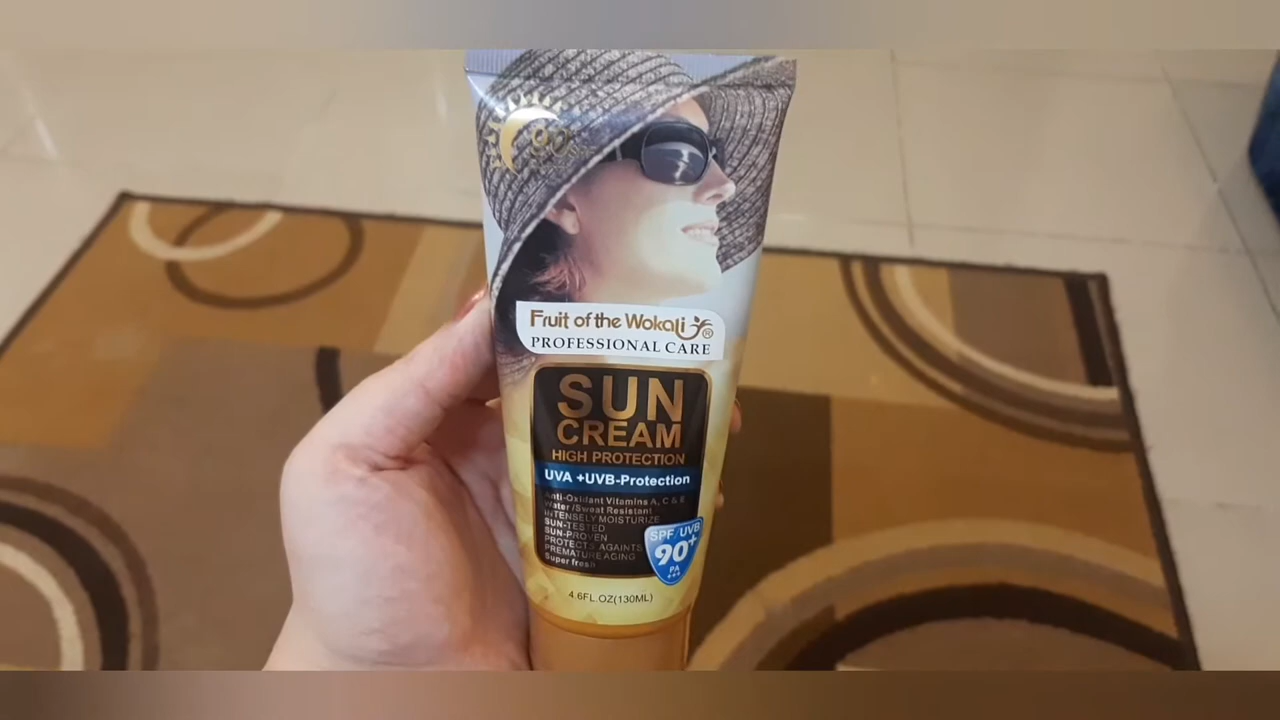 90
Fruit of the Wokali®
PROFESSIONAL CARE
SUN
CREAM
HIGH PROTECTION
UVA +UVB-Protection
Anti-Oxidant Vitamins A, C & E
Water /Sweat Resistant
INTENSELY MOISTURIZE
SUN-TESTED
SUN-PROVEN
PROTECTS AGAINTS
PREMATURE AGING
Super fresh
SPF/UVB
90+
PA
+++
4.6FL.OZ(130ML)